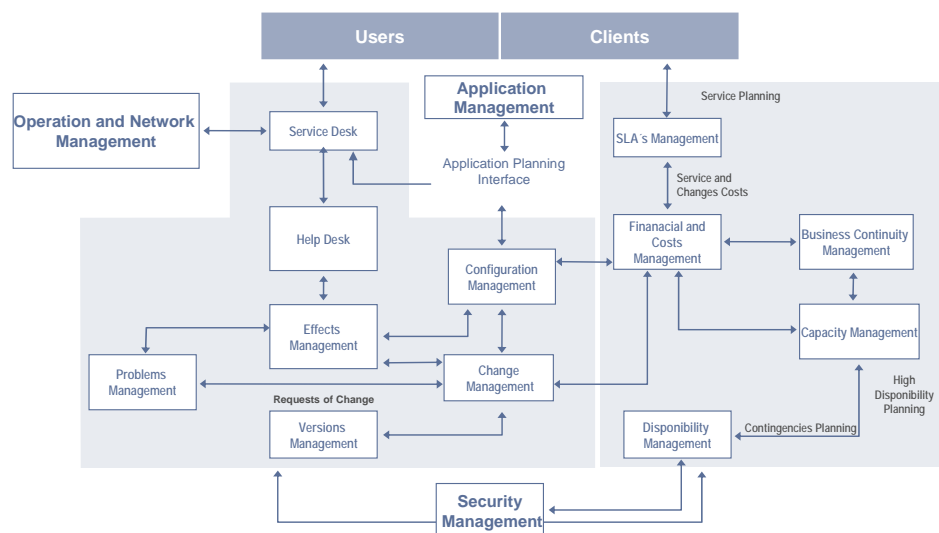 Users
Clients
Application
Management
Service Planning
Operation and Network
Management
Service Desk
SLA´s Management
Application Planning
Interface
Service and
Changes Costs
Help Desk
Finanacial and
Costs
Management
Business Continuity
Management
Configuration
Management
Effects
Management
Capacity Management
Problems
Management
Change
Management
High
Disponibility
Planning
Requests of Change
Versions
Management
Disponibility
Management
Contingencies Planning
Security
Management